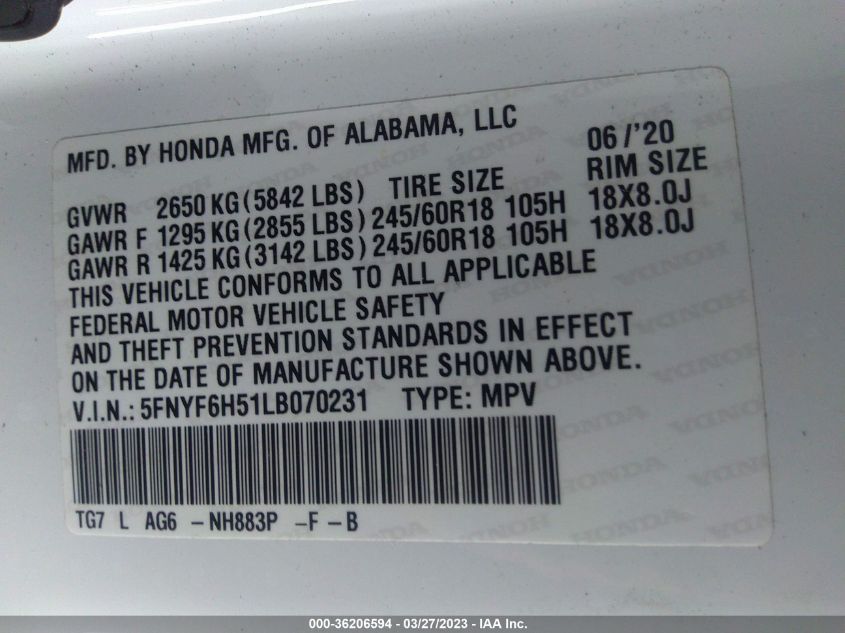 MFD. BY HONDA MFG. OF ALABAMA, LLC 06/'20
GVWR 2650 KG (5842 LBS) TIRE SIZE RIM SIZE
GAWR F 1295 KG (2855 LBS) 245/60R18 105H 18X8.0J
GAWR R 1425 KG (3142 LBS) 245/60R18 105H 18X8.0J
THIS VEHICLE CONFORMS TO ALL APPLICABLE
FEDERAL MOTOR VEHICLE SAFETY
AND THEFT PREVENTION STANDARDS IN EFFECT
ON THE DATE OF MANUFACTURE SHOWN ABOVE.
V.I.N.: 5FNYF6H51LB070231 TYPE: MPV
TG7 L AG6 -NH883P -F-B
000-36206594 - 03/27/2023 - IAA Inc.